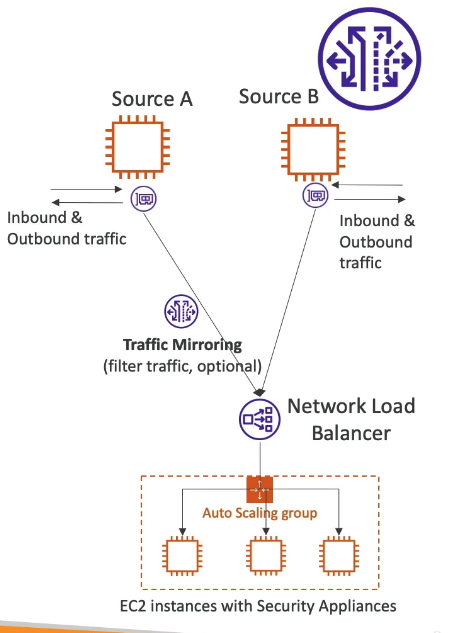 Source A
Source B
Inbound &
Outbound traffic
Inbound &
Outbound
traffic
Traffic Mirroring
(filter traffic, optional)
Network Load
Balancer
Auto Scaling group
EC2 instances with Security Appliances